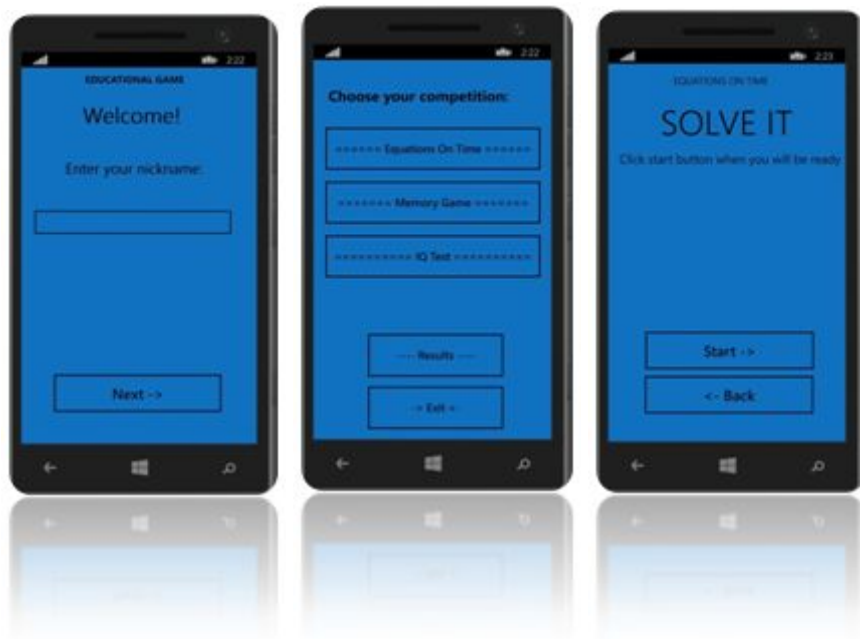 2:22
EDUCATIONAL GAME
Welcome!
Enter your nickname:
Next ->
2:22
Choose your competition:
====== Equations On Time ======
======= Memory Game =======
========== IQ Test ==========
---- Results ----
-> Exit <-
2:23
EQUATIONS ON TIME
SOLVE IT
Click start button when you will be ready
Start ->
<- Back